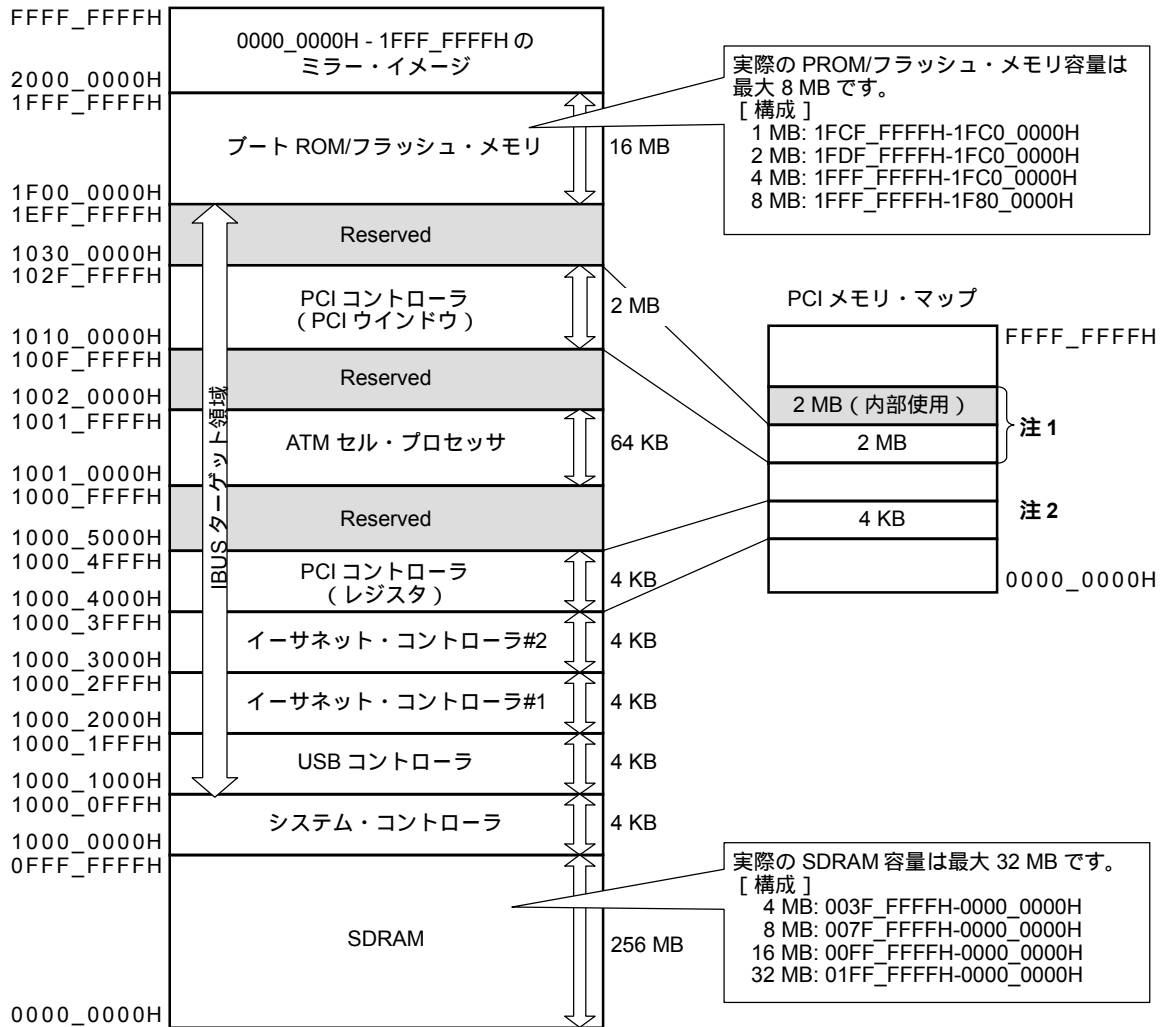 FFFF_FFFFH
0000_0000H - 1FFF_FFFFH の
ミラー・イメージ
2000_0000H
1FFF_FFFFH
ブート ROM/フラッシュ・メモリ
16 MB
1F00_0000H
1EFF_FFFFH
Reserved
1030_0000H
102F_FFFFH
PCI コントローラ
（PCI ウインドウ）
2 MB
1010_0000H
100F_FFFFH
Reserved
1002_0000H
1001_FFFFH
ATM セル・プロセッサ
64 KB
1001_0000H
1000_FFFFH
Reserved
1000_5000H
1000_4FFFH
PCI コントローラ
（レジスタ）
4 KB
1000_4000H
1000_3FFFH
イーサネット・コントローラ#2
4 KB
1000_3000H
1000_2FFFH
イーサネット・コントローラ#1
4 KB
1000_2000H
1000_1FFFH
USB コントローラ
4 KB
1000_1000H
1000_0FFFH
システム・コントローラ
4 KB
1000_0000H
0FFF_FFFFH
SDRAM
256 MB
0000_0000H
IBUS ターゲット領域
実際の PROM/フラッシュ・メモリ容量は
最大 8 MB です。
［構成］
1 MB: 1FCF_FFFFH-1FC0_0000H
2 MB: 1FDF_FFFFH-1FC0_0000H
4 MB: 1FFF_FFFFH-1FC0_0000H
8 MB: 1FFF_FFFFH-1F80_0000H
PCI メモリ・マップ
FFFF_FFFFH
2 MB（内部使用）
注 1
2 MB
4 KB
注 2
0000_0000H
実際の SDRAM 容量は最大 32 MB です。
［構成］
4 MB: 003F_FFFFH-0000_0000H
8 MB: 007F_FFFFH-0000_0000H
16 MB: 00FF_FFFFH-0000_0000H
32 MB: 01FF_FFFFH-0000_0000H